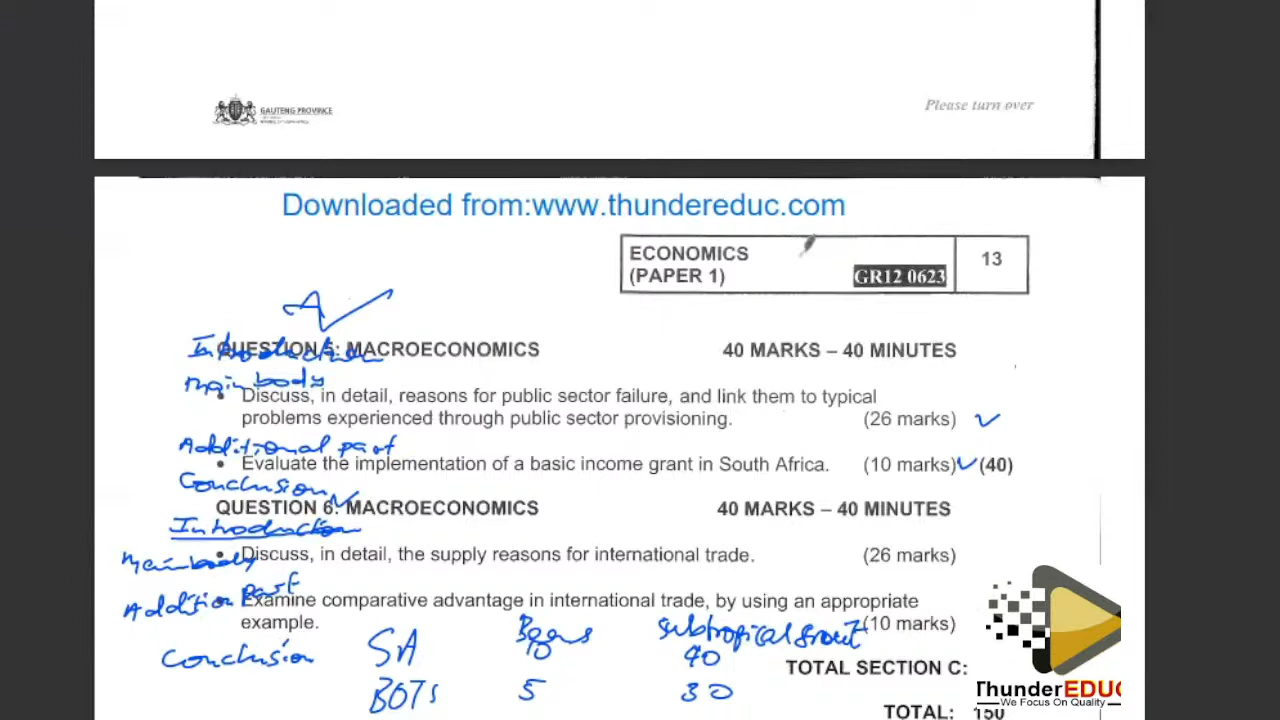 GAUTENG PROVINCE
Please turn over
Downloaded from:www.thundereduc.com
ECONOMICS
(PAPER 1)
GR12 0623
13
A
QUESTION 5: MACROECONOMICS 40 MARKS – 40 MINUTES
Introduction
Main body
• Discuss, in detail, reasons for public sector failure, and link them to typical
problems experienced through public sector provisioning. (26 marks)
Additional part
• Evaluate the implementation of a basic income grant in South Africa. (10 marks) (40)
Conclusion
QUESTION 6: MACROECONOMICS 40 MARKS – 40 MINUTES
Introduction
Main body
• Discuss, in detail, the supply reasons for international trade. (26 marks)
Addition part
Examine comparative advantage in international trade, by using an appropriate
example. (10 marks)
Conclusion
SA 10 40
subtropical fruit
BOTS 5 30
TOTAL SECTION C:
TOTAL: 150
ThunderEDUC
We Focus On Quality